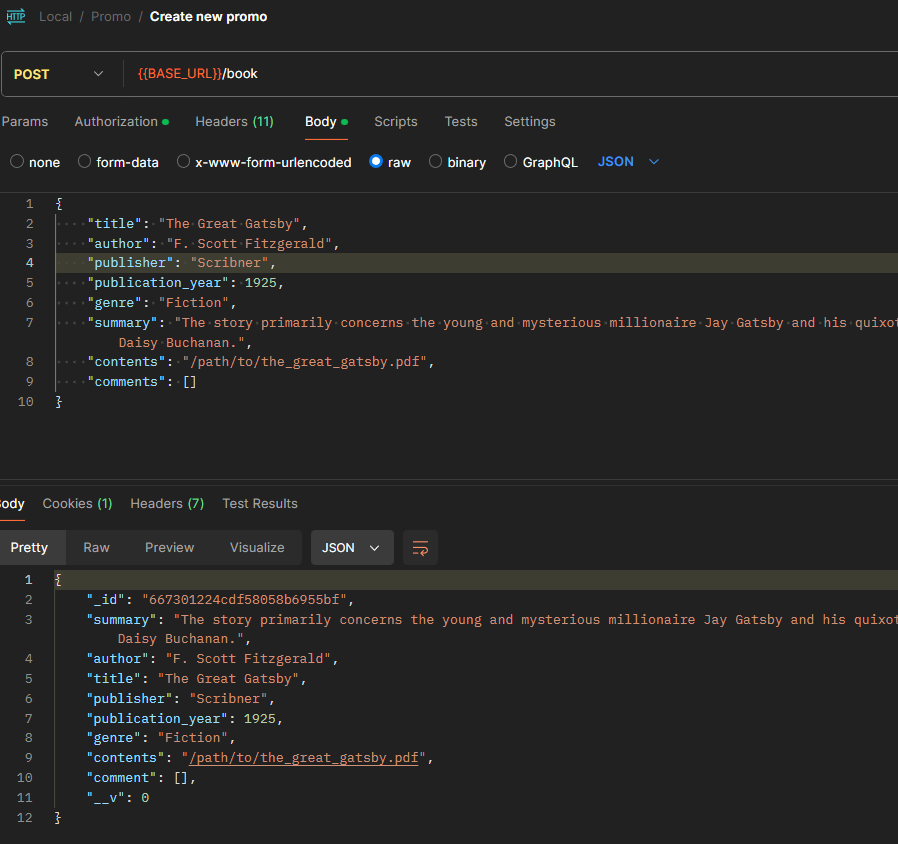 HTTP Local / Promo / Create new promo
POST {{BASE_URL}}/book
Params Authorization Headers (11) Body Scripts Tests Settings
none form-data x-www-form-urlencoded raw binary GraphQL JSON
1 {
2 "title": "The Great Gatsby",
3 "author": "F. Scott Fitzgerald",
4 "publisher": "Scribner",
5 "publication_year": 1925,
6 "genre": "Fiction",
7 "summary": "The story primarily concerns the young and mysterious millionaire Jay Gatsby and his quixot
Daisy Buchanan.",
8 "contents": "/path/to/the_great_gatsby.pdf",
9 "comments": []
10 }
Body Cookies (1) Headers (7) Test Results
Pretty Raw Preview Visualize JSON
1 {
2 "_id": "667301224cdf58058b6955bf",
3 "summary": "The story primarily concerns the young and mysterious millionaire Jay Gatsby and his quixot
Daisy Buchanan.",
4 "author": "F. Scott Fitzgerald",
5 "title": "The Great Gatsby",
6 "publisher": "Scribner",
7 "publication_year": 1925,
8 "genre": "Fiction",
9 "contents": "/path/to/the_great_gatsby.pdf",
10 "comment": [],
11 "__v": 0
12 }